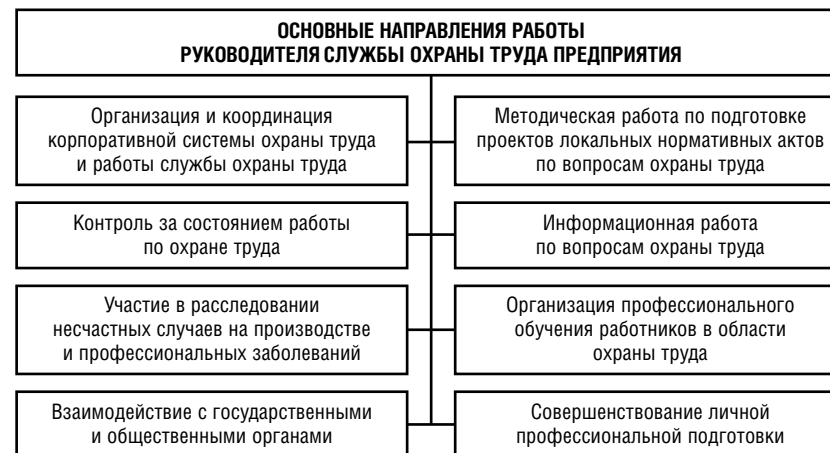 ОСНОВНЫЕ НАПРАВЛЕНИЯ РАБОТЫ
РУКОВОДИТЕЛЯ СЛУЖБЫ ОХРАНЫ ТРУДА ПРЕДПРИЯТИЯ
Организация и координация
корпоративной системы охраны труда
и работы службы охраны труда
Методическая работа по подготовке
проектов локальных нормативных актов
по вопросам охраны труда
Контроль за состоянием работы
по охране труда
Информационная работа
по вопросам охраны труда
Участие в расследовании
несчастных случаев на производстве
и профессиональных заболеваний
Организация профессионального
обучения работников в области
охраны труда
Взаимодействие с государственными
и общественными органами
Совершенствование личной
профессиональной подготовки